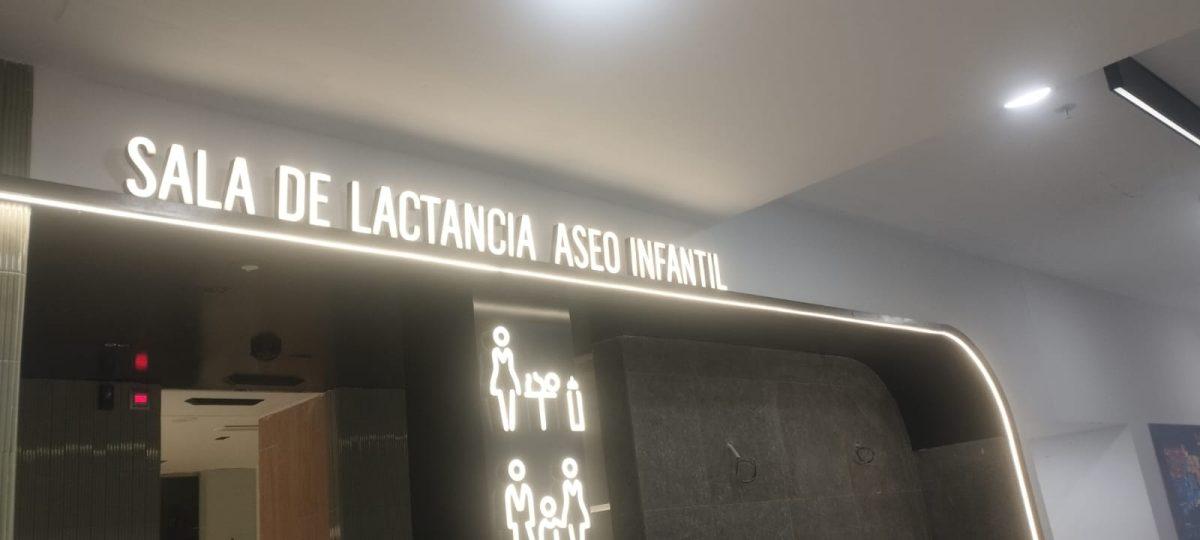 SALA DE LACTANCIA ASEO INFANTIL